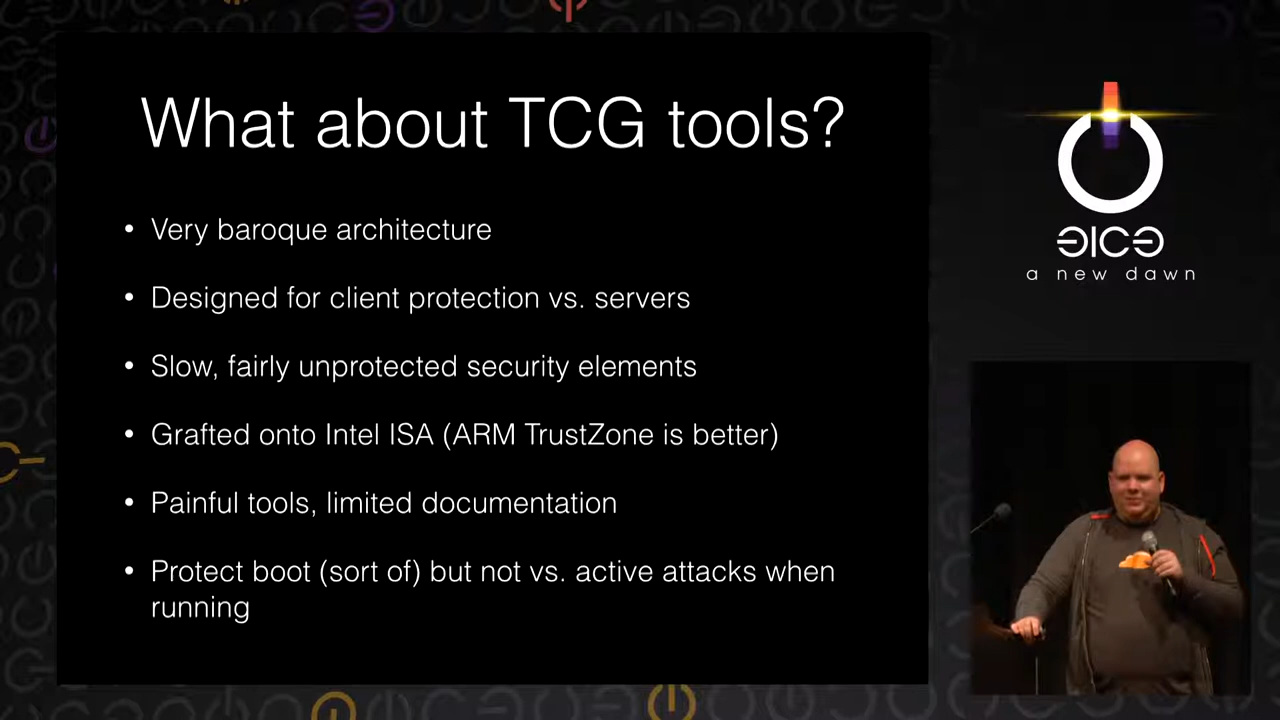 What about TCG tools?
• Very baroque architecture
• Designed for client protection vs. servers
• Slow, fairly unprotected security elements
• Grafted onto Intel ISA (ARM TrustZone is better)
• Painful tools, limited documentation
• Protect boot (sort of) but not vs. active attacks when
running
a new dawn